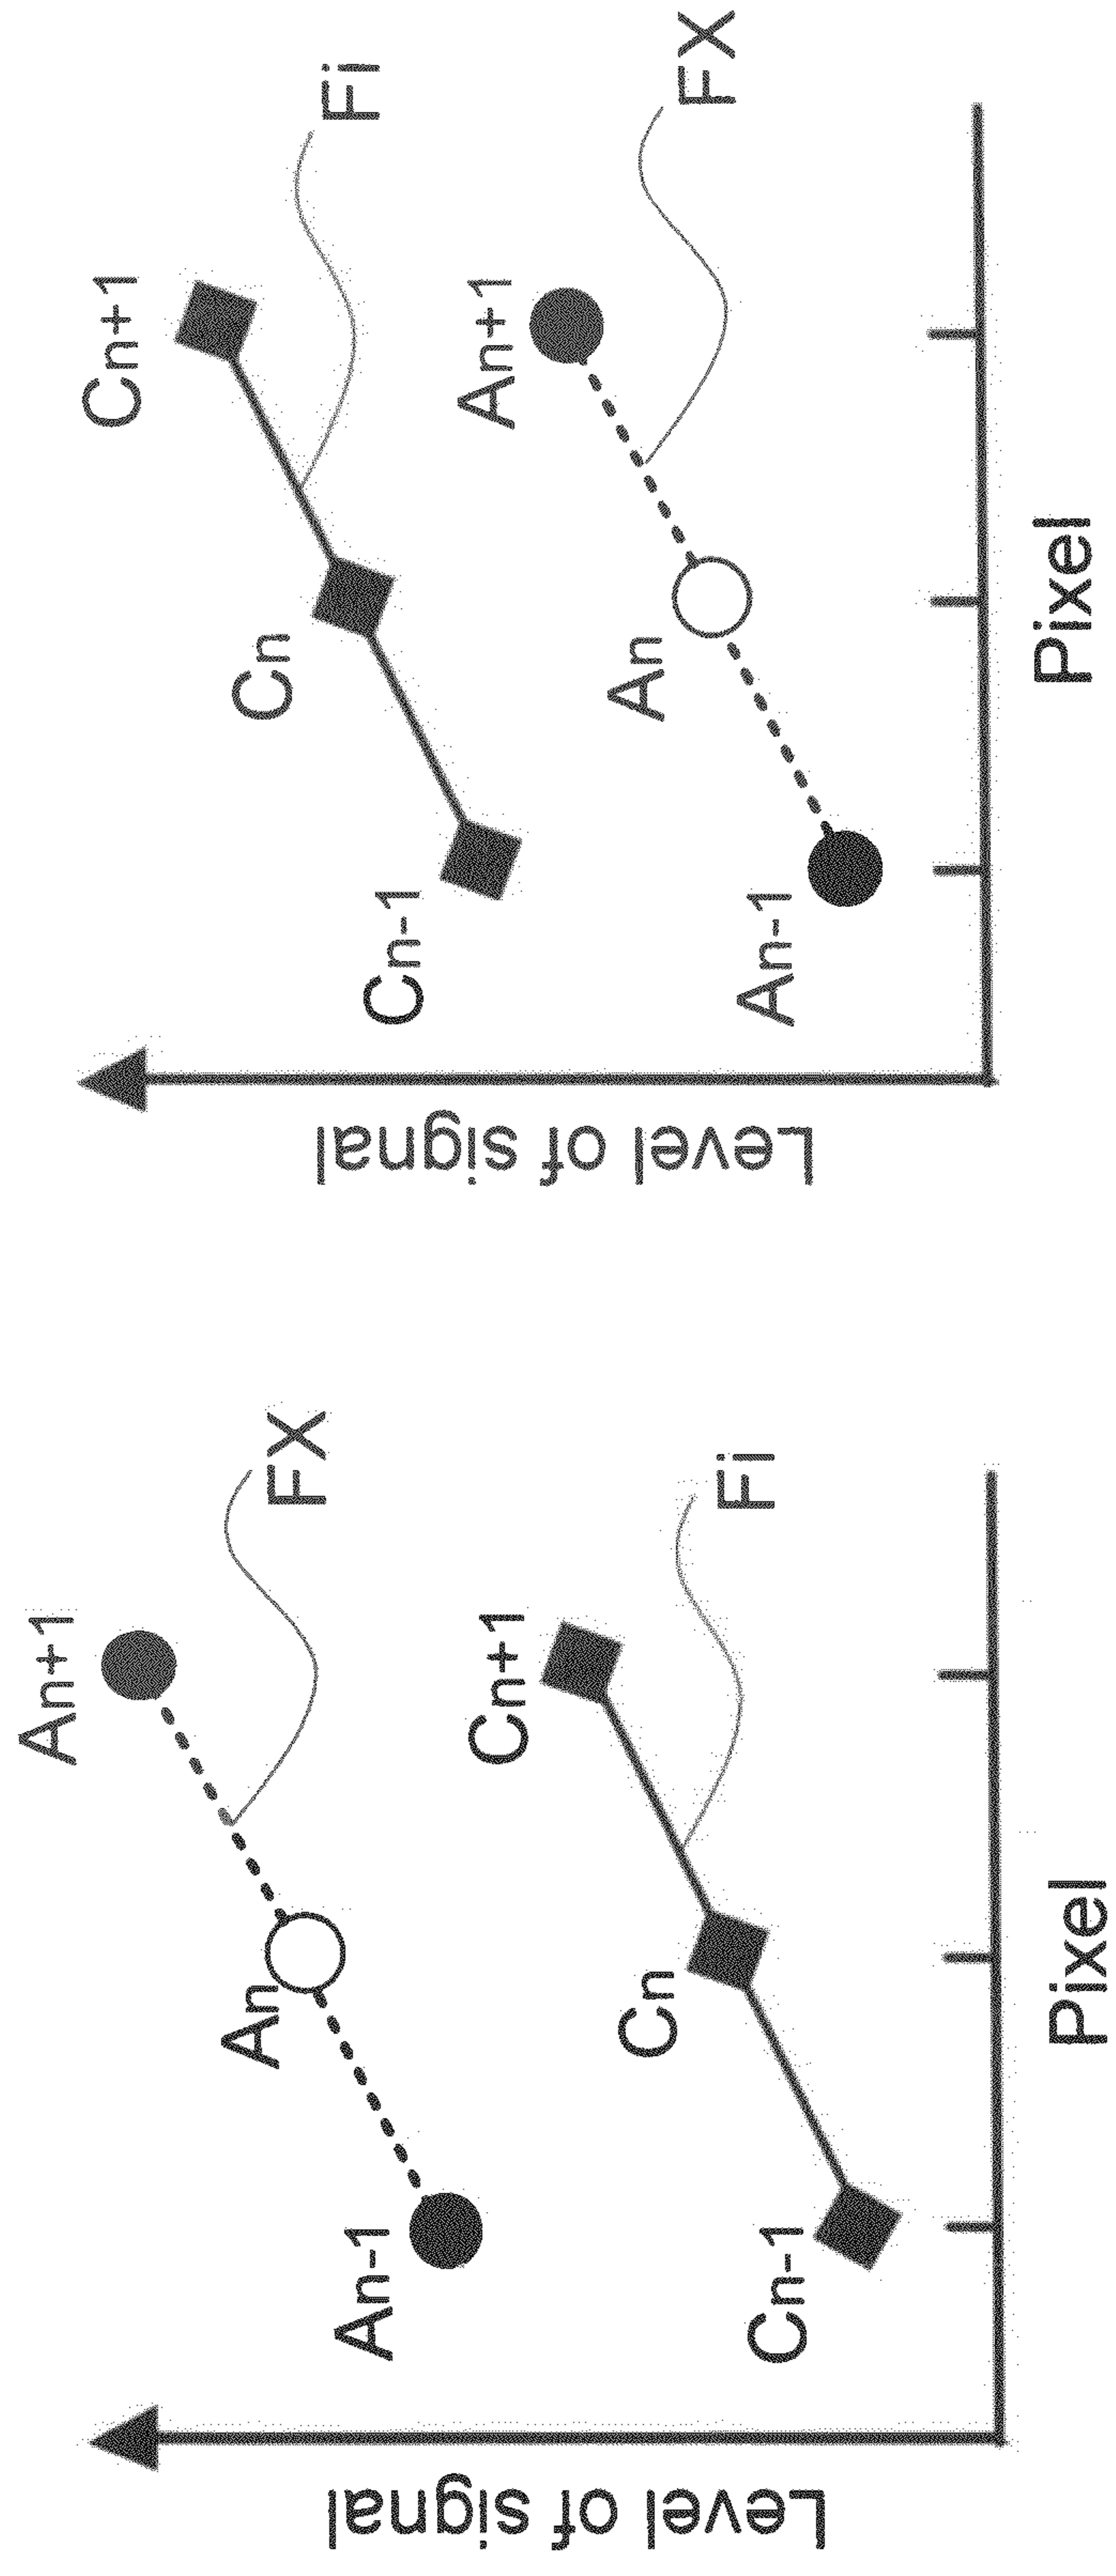 Level of signal
An-1
An
An+1
FX
Cn-1
Cn
Cn+1
Fi
Pixel
Level of signal
Cn-1
Cn
Cn+1
Fi
An-1
An
An+1
FX
Pixel